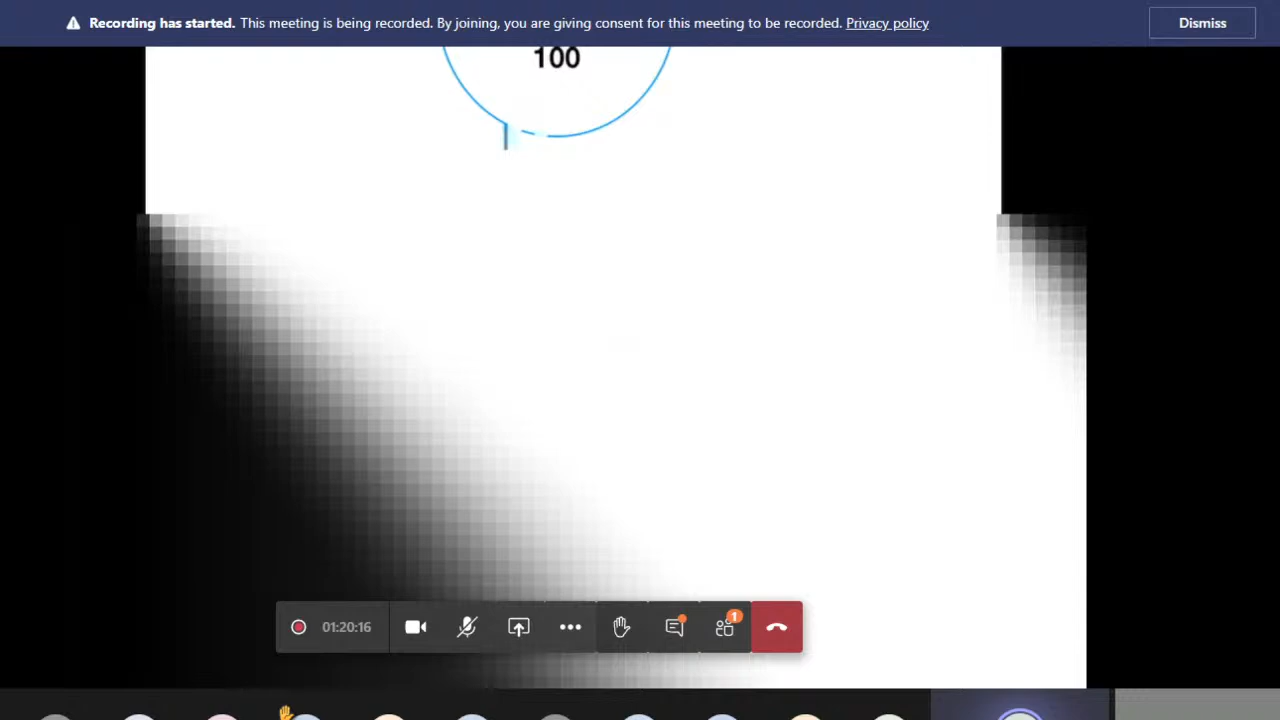 Recording has started. This meeting is being recorded. By joining, you are giving consent for this meeting to be recorded. Privacy policy
Dismiss
100
01:20:16
1